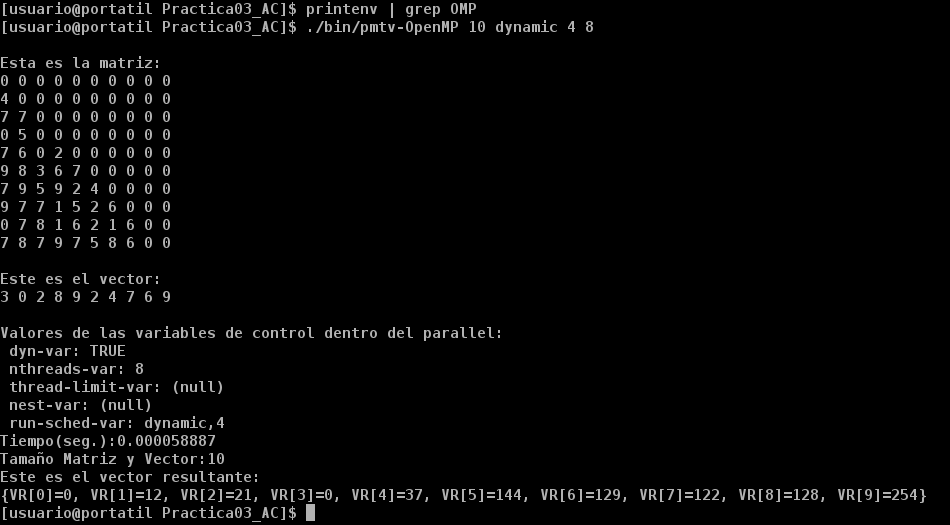 [usuario@portatil Practica03_AC]$ printenv | grep OMP
[usuario@portatil Practica03_AC]$ ./bin/pmtv-OpenMP 10 dynamic 4 8
Esta es la matriz:
0 0 0 0 0 0 0 0 0 0
4 0 0 0 0 0 0 0 0 0
7 7 0 0 0 0 0 0 0 0
0 5 0 0 0 0 0 0 0 0
7 6 0 2 0 0 0 0 0 0
9 8 3 6 7 0 0 0 0 0
7 9 5 9 2 4 0 0 0 0
9 7 7 1 5 2 6 0 0 0
0 7 8 1 6 2 1 6 0 0
7 8 7 9 7 5 8 6 0 0
Este es el vector:
3 0 2 8 9 2 4 7 6 9
Valores de las variables de control dentro del parallel:
dyn-var: TRUE
nthreads-var: 8
thread-limit-var: (null)
nest-var: (null)
run-sched-var: dynamic,4
Tiempo(seg.):0.000058887
Tamaño Matriz y Vector:10
Este es el vector resultante:
{VR[0]=0, VR[1]=12, VR[2]=21, VR[3]=0, VR[4]=37, VR[5]=144, VR[6]=129, VR[7]=122, VR[8]=128, VR[9]=254}
[usuario@portatil Practica03_AC]$